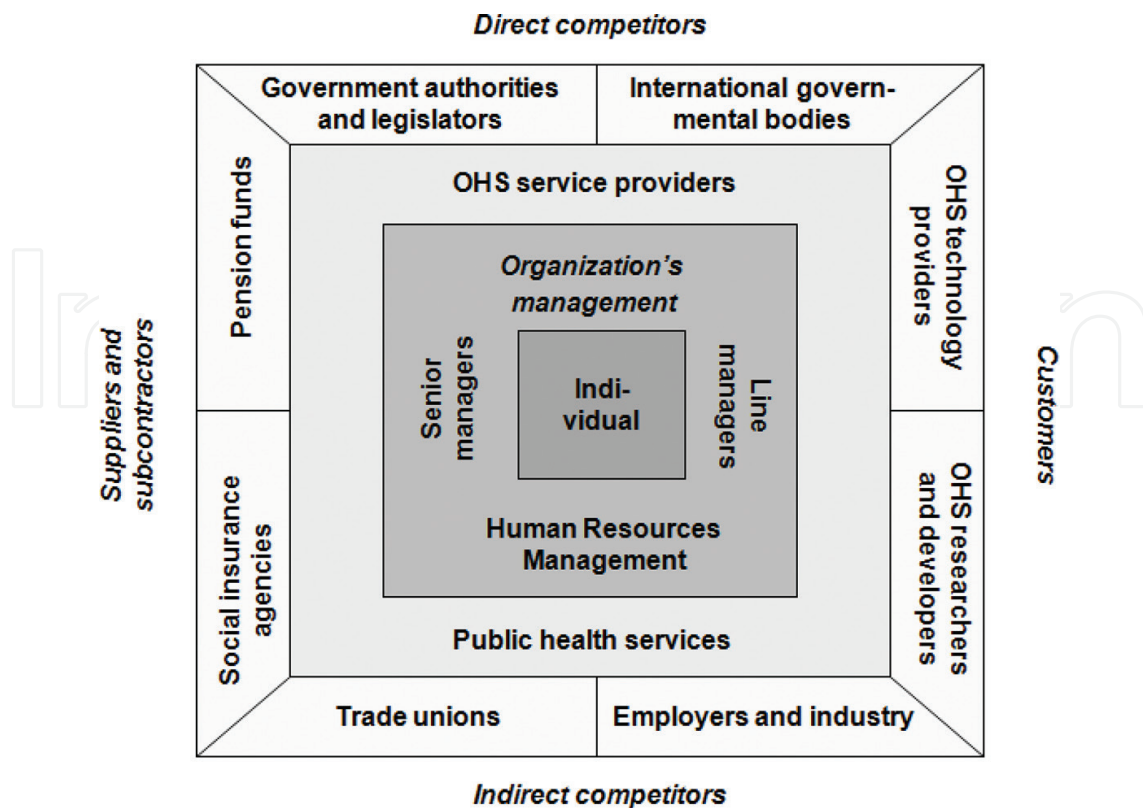 Direct competitors
Government authorities
and legislators
International govern-
mental bodies
Pension funds
OHS service providers
OHS technology
providers
Suppliers and
subcontractors
Organization's
management
Senior
managers
Indi-
vidual
Line
managers
Customers
Human Resources
Management
Social insurance
agencies
OHS researchers
and developers
Public health services
Trade unions
Employers and industry
Indirect competitors